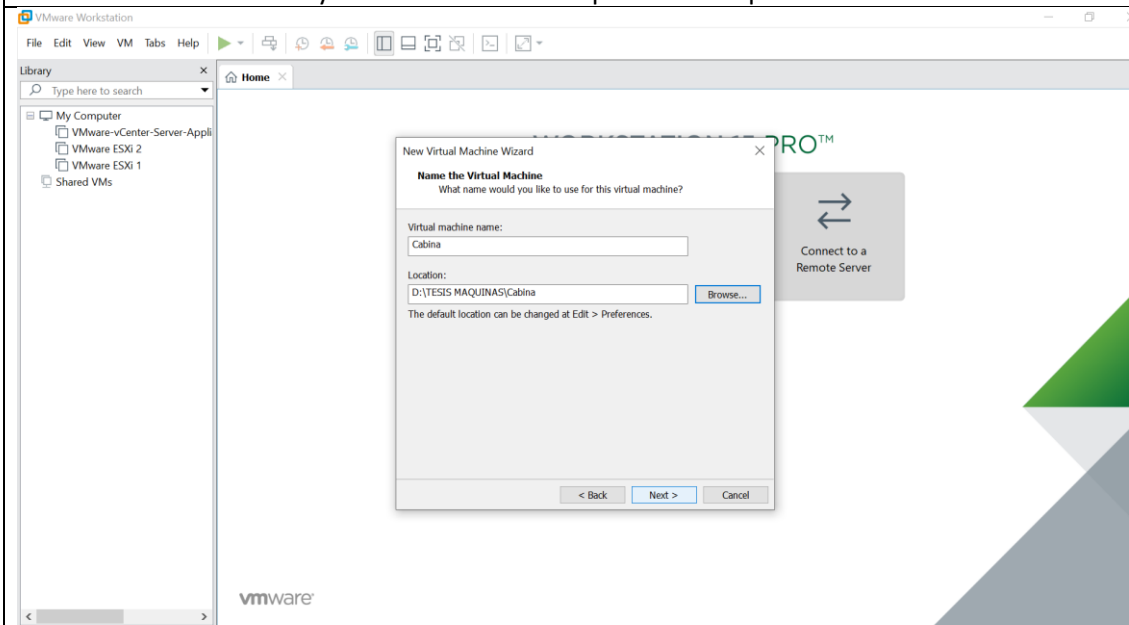 VMware Workstation
File Edit View VM Tabs Help
Library
Type here to search
My Computer
VMware-vCenter-Server-Appli
VMware ESXi 2
VMware ESXi 1
Shared VMs
Home
PRO™
New Virtual Machine Wizard
Name the Virtual Machine
What name would you like to use for this virtual machine?
Virtual machine name:
Cabina
Location:
D:\TESIS MAQUINAS\Cabina
Browse...
The default location can be changed at Edit > Preferences.
< Back Next > Cancel
Connect to a
Remote Server
vmware